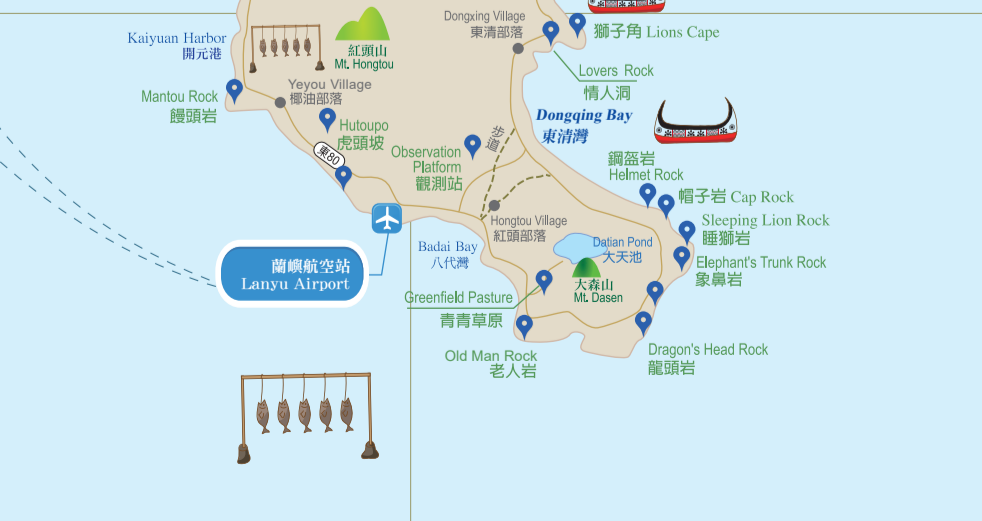 Dongxing Village
東清部落
獅子角 Lions Cape
Kaiyuan Harbor
開元港
紅頭山
Mt. Hongtou
Lovers Rock
情人洞
Yeyou Village
椰油部落
Mantou Rock
饅頭岩
Dongqing Bay
東清灣
Hutoupo
虎頭坡
步道
東80
Observation
Platform
觀測站
鋼盔岩
Helmet Rock
帽子岩 Cap Rock
Sleeping Lion Rock
睡獅岩
Hongtou Village
紅頭部落
Badai Bay
八代灣
Datian Pond
大天池
蘭嶼航空站
Lanyu Airport
Elephant's Trunk Rock
象鼻岩
大森山
Mt. Dasen
Greenfield Pasture
青青草原
Old Man Rock
老人岩
Dragon's Head Rock
龍頭岩